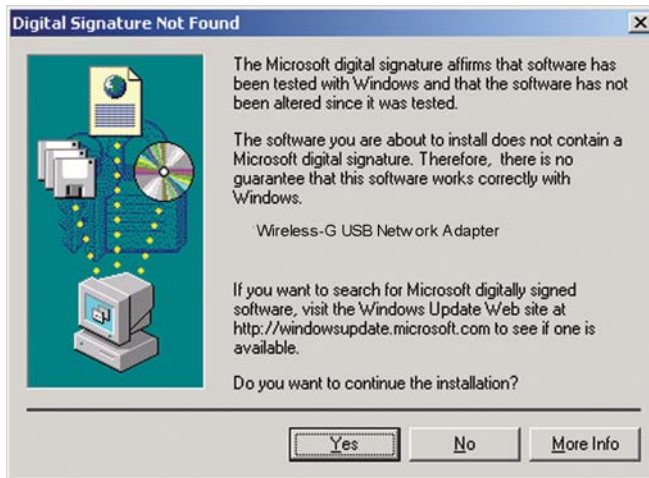 Digital Signature Not Found
The Microsoft digital signature affirms that software has
been tested with Windows and that the software has not
been altered since it was tested.
The software you are about to install does not contain a
Microsoft digital signature. Therefore, there is no
guarantee that this software works correctly with
Windows.
Wireless-G USB Network Adapter
If you want to search for Microsoft digitally signed
software, visit the Windows Update Web site at
http://windowsupdate.microsoft.com to see if one is
available.
Do you want to continue the installation?
Yes
No
More Info